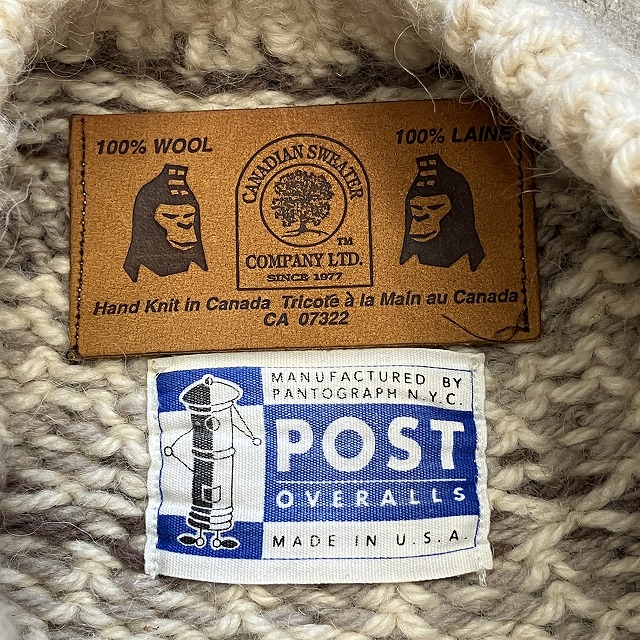 100% WOOL
100% LAINE
CANADIAN SWEATER
TM
COMPANY LTD.
SINCE 1977
Hand Knit in Canada Tricoté à la Main au Canada
CA 07322
MANUFACTURED BY
PANTOGRAPH N.Y.C.
POST
OVERALLS
MADE IN U.S.A.